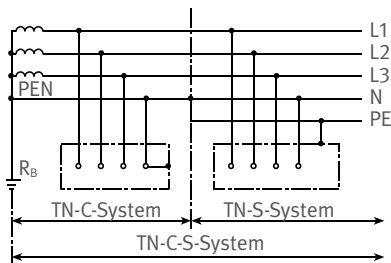 L1
L2
L3
PEN
N
PE
R_B
TN-C-System
TN-S-System
TN-C-S-System